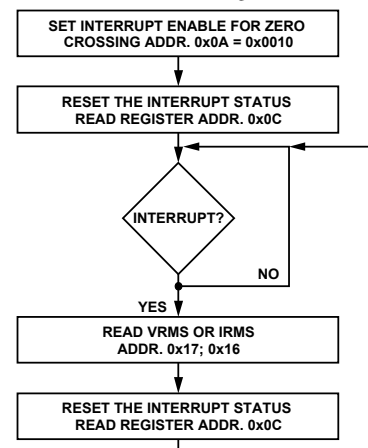 SET INTERRUPT ENABLE FOR ZERO
CROSSING ADDR. 0x0A = 0x0010
RESET THE INTERRUPT STATUS
READ REGISTER ADDR. 0x0C
INTERRUPT?
NO
YES
READ VRMS OR IRMS
ADDR. 0x17; 0x16
RESET THE INTERRUPT STATUS
READ REGISTER ADDR. 0x0C